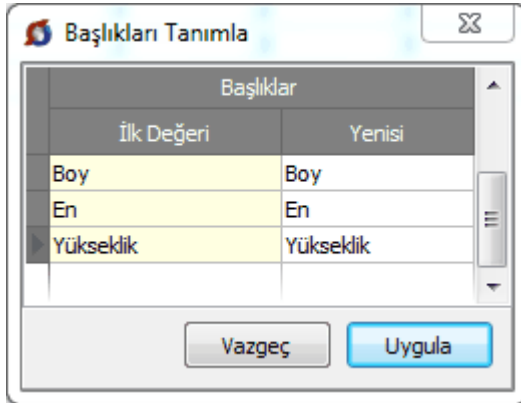 Başlıkları Tanımla
Başlıklar
İlk Değeri Yenisi
Boy Boy
En En
Yükseklik Yükseklik
Vazgeç Uygula